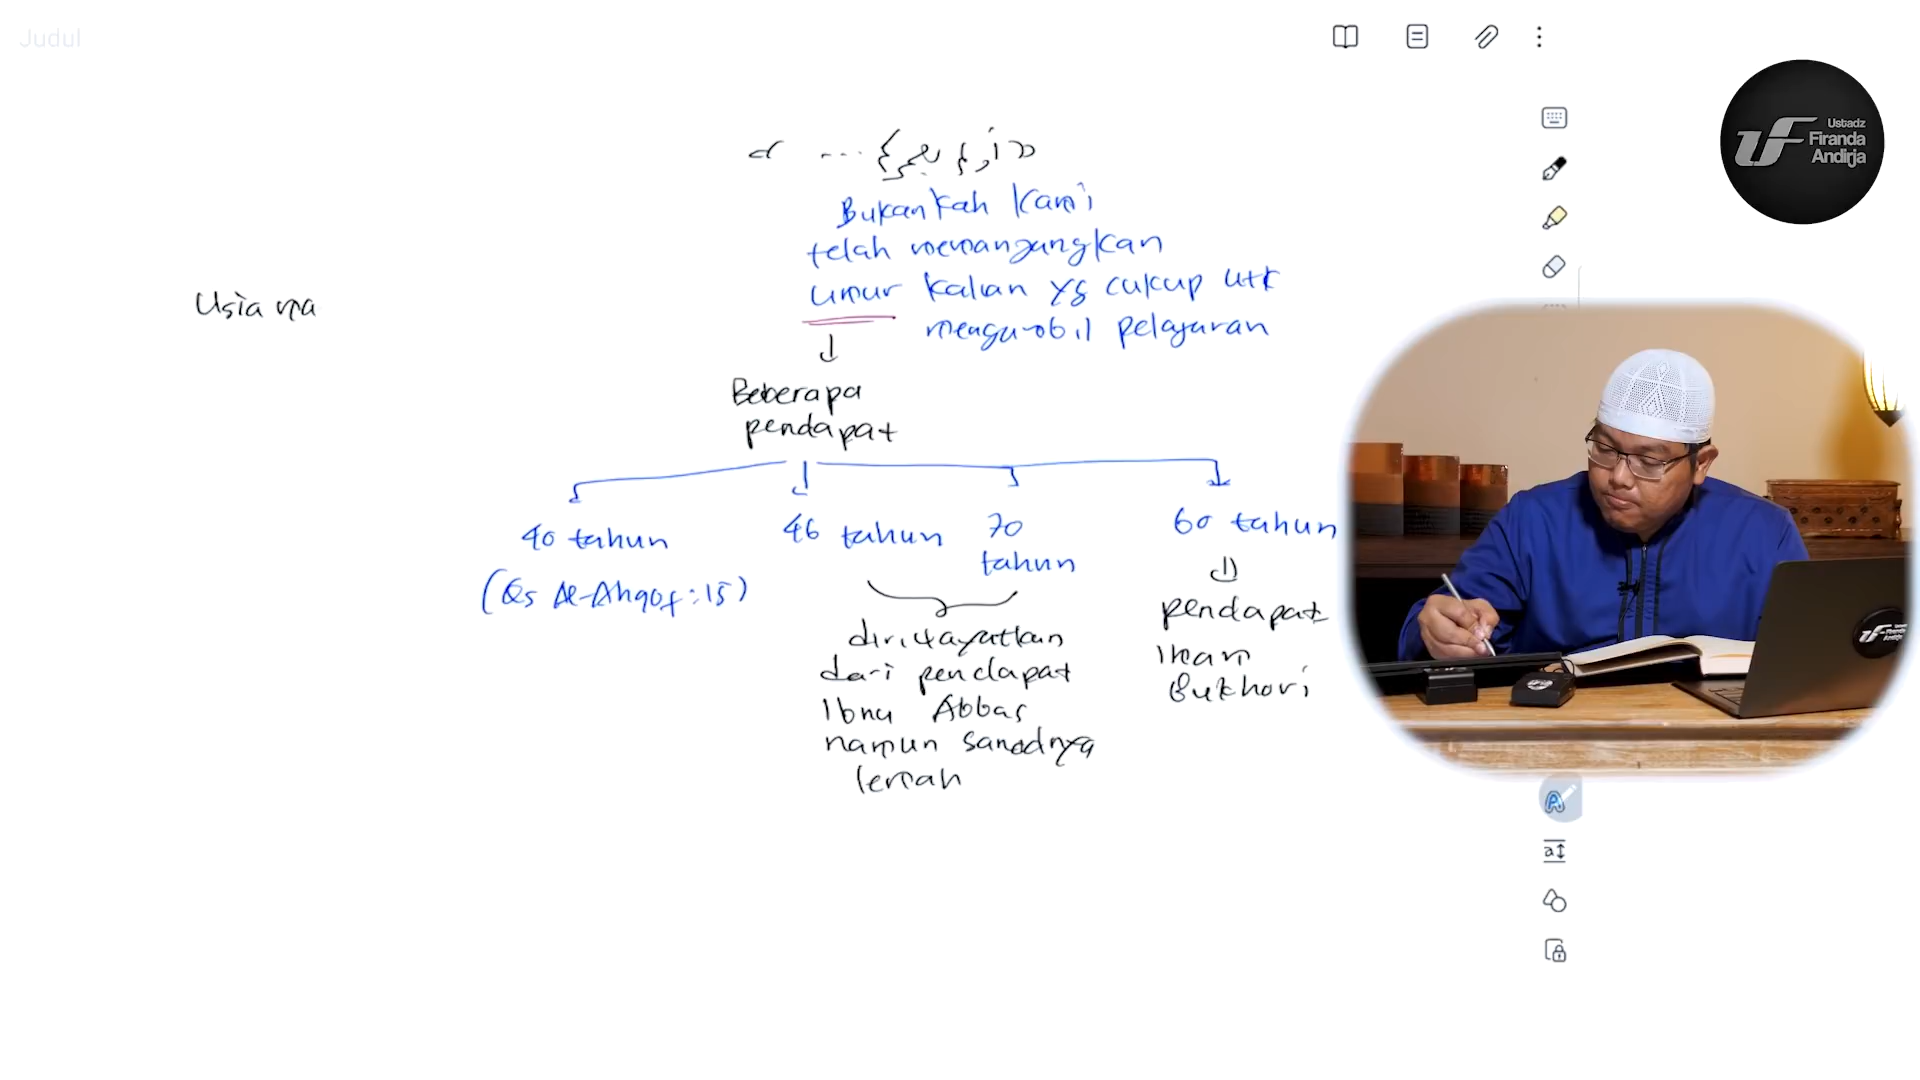 Judul
Ustadz
Firanda
Andirja
Bukankah Kami
telah memanjangkan
umur kalian yg cukup utk
mengambil pelajaran
Usia
Beberapa
pendapat
40 tahun
(Qs Al-Ahqof : 15)
46 tahun
70
tahun
diriwayatkan
dari pendapat
Ibnu Abbas
namun sanadnya
lemah
60 tahun
pendapat
Imam
Bukhori